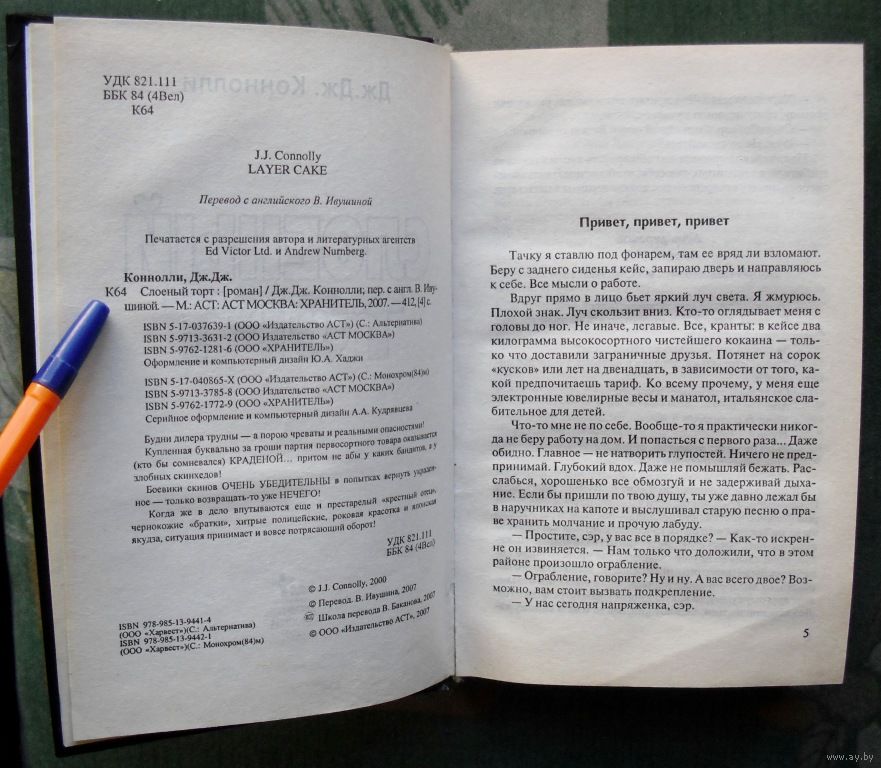 УДК 821.111
ББК 84 (4Вел)
К64
J.J. Connolly
LAYER CAKE
Перевод с английского В. Ивушиной
Печатается с разрешения автора и литературных агентств
Ed Victor Ltd. и Andrew Nurnberg.
Коннолли, Дж.Дж.
К64 Слоеный торт : [роман] / Дж.Дж. Коннолли; пер. с англ. В. Иву-
шиной. — М.: АСТ: АСТ МОСКВА: ХРАНИТЕЛЬ, 2007. — 412, [4] с.
ISBN 5-17-037639-1 (ООО «Издательство АСТ») (С.: Альтернатива)
ISBN 5-9713-3631-2 (ООО Издательство «АСТ МОСКВА»)
ISBN 5-9762-1281-6 (ООО «ХРАНИТЕЛЬ»)
Оформление и компьютерный дизайн Ю.А. Хаджи
ISBN 5-17-040865-X (ООО «Издательство АСТ») (С.: Монохром(84)м)
ISBN 5-9713-3785-8 (ООО Издательство «АСТ МОСКВА»)
ISBN 5-9762-1772-9 (ООО «ХРАНИТЕЛЬ»)
Серийное оформление и компьютерный дизайн А.А. Кудрявцева
Будни дилера трудны — а порою чреваты и реальными опасностями!
Купленная буквально за гроши партия первосортного товара оказывается
(кто бы сомневался) КРАДЕНОЙ... притом не абы у каких бандитов, а у
злобных скинхедов!
Боевики скинов ОЧЕНЬ УБЕДИТЕЛЬНЫ в попытках вернуть украден-
ное — только возвращать-то уже НЕЧЕГО!
Когда же в дело впутываются еще и престарелый «крестный отец»,
чернокожие «братки», хитрые полицейские, роковая красотка и японская
якудза, ситуация принимает и вовсе потрясающий оборот!
УДК 821.111
ББК 84 (4Вел)
© J.J. Connolly, 2000
© Перевод. В. Ивушина, 2007
© Школа перевода В. Баканова, 2007
© ООО «Издательство АСТ», 2007
ISBN 978-985-13-9441-4
(ООО «Харвест»)(С.: Альтернатива)
ISBN 978-985-13-9442-1
(ООО «Харвест»)(С.: Монохром(84)м)
Привет, привет, привет
Тачку я ставлю под фонарем, там ее вряд ли взломают.
Беру с заднего сиденья кейс, запираю дверь и направляюсь
к себе. Все мысли о работе.
Вдруг прямо в лицо бьет яркий луч света. Я жмурюсь.
Плохой знак. Луч скользит вниз. Кто-то оглядывает меня с
головы до ног. Не иначе, легавые. Все, кранты: в кейсе два
килограмма высокосортного чистейшего кокаина — толь-
ко что доставили заграничные друзья. Потянет на сорок
«кусков» или лет на двенадцать, в зависимости от того, ка-
кой предпочитаешь тариф. Ко всему прочему, у меня еще
электронные ювелирные весы и манатол, итальянское сла-
бительное для детей.
Что-то мне не по себе. Вообще-то я практически никог-
да не беру работу на дом. И попасться с первого раза... Даже
обидно. Главное — не натворить глупостей. Ничего не пред-
принимай. Глубокий вдох. Даже не помышляй бежать. Рас-
слабься, хорошенько все обмозгуй и не задерживай дыха-
ние. Если бы пришли по твою душу, ты уже давно лежал бы
в наручниках на капоте и выслушивал старую песню о пра-
ве хранить молчание и прочую лабуду.
— Простите, сэр, у вас все в порядке? — Как-то искрен-
не он извиняется. — Нам только что доложили, что в этом
районе произошло ограбление.
— Ограбление, говорите? Ну и ну. А вас всего двое? Воз-
можно, вам стоит вызвать подкрепление.
— У нас сегодня напряженка, сэр.
5
www.ay.by